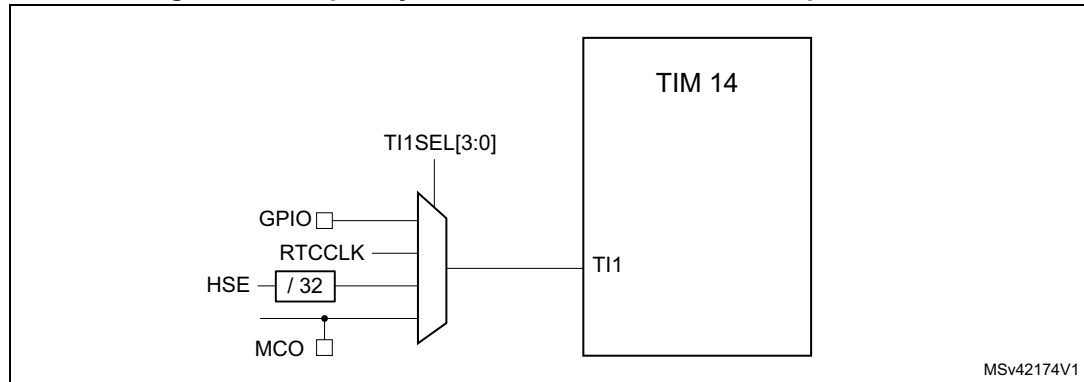 TIM 14
TI1SEL[3:0]
GPIO
RTCCLK
HSE
/ 32
TI1
MCO
MSv42174V1